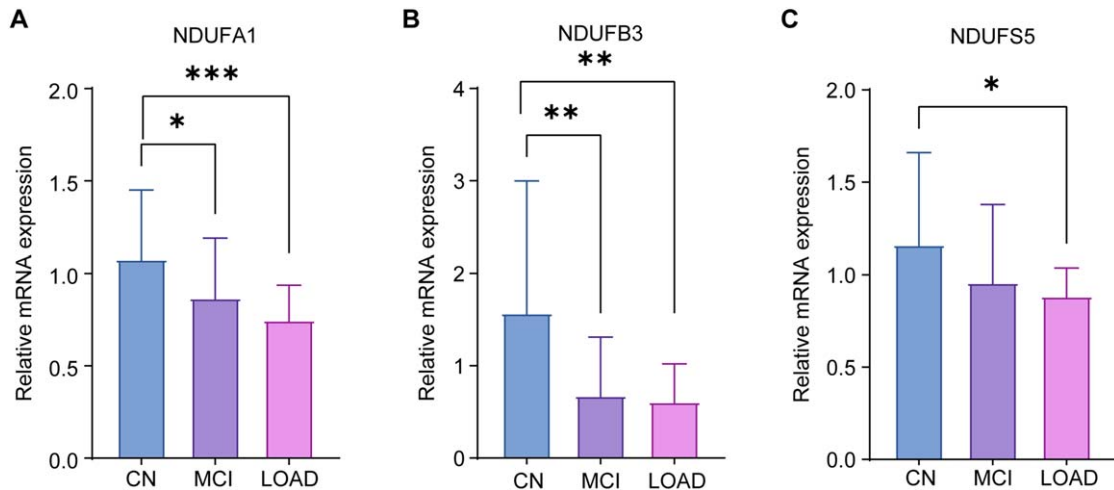 A
NDUFA1
Relative mRNA expression
2.0
1.5
1.0
0.5
0.0
***
*
CN MCI LOAD
B
NDUFB3
Relative mRNA expression
4
3
2
1
0
**
**
CN MCI LOAD
C
NDUFS5
Relative mRNA expression
2.0
1.5
1.0
0.5
0.0
*
CN MCI LOAD